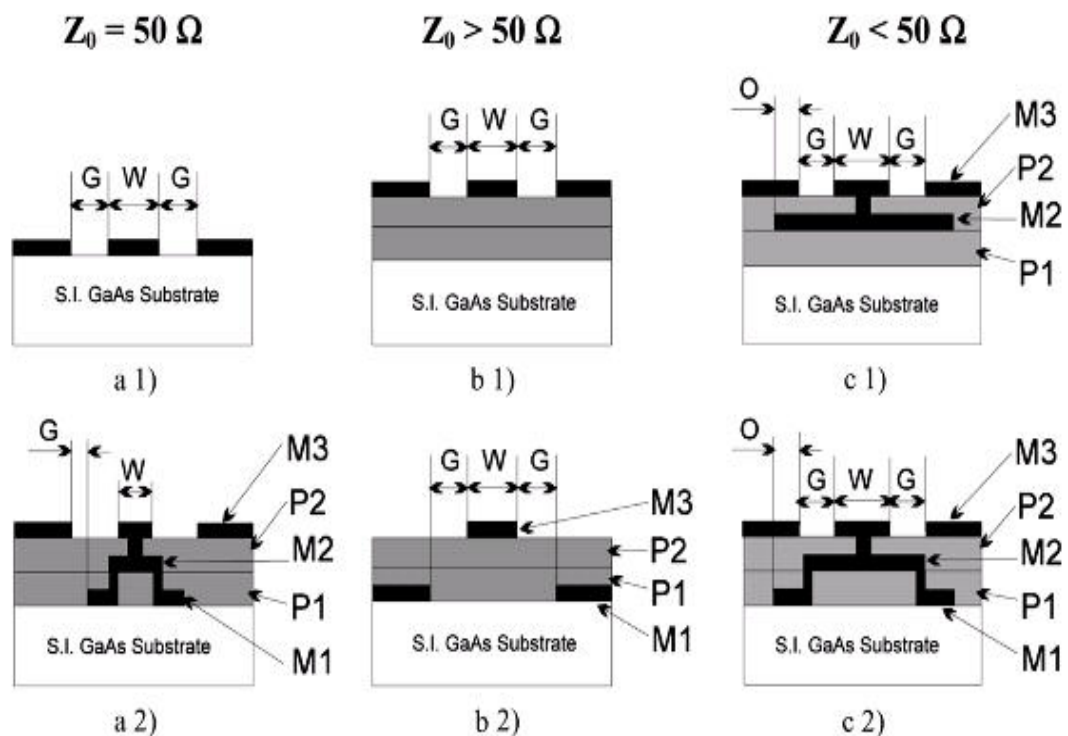 Z₀ = 50 Ω
Z₀ > 50 Ω
Z₀ < 50 Ω
G W G
S.I. GaAs Substrate
a 1)
G W G
S.I. GaAs Substrate
b 1)
O
G W G
M3
P2
M2
P1
S.I. GaAs Substrate
c 1)
G
W
M3
P2
M2
P1
M1
S.I. GaAs Substrate
a 2)
G W G
M3
P2
P1
M1
S.I. GaAs Substrate
b 2)
O
G W G
M3
P2
M2
P1
M1
S.I. GaAs Substrate
c 2)